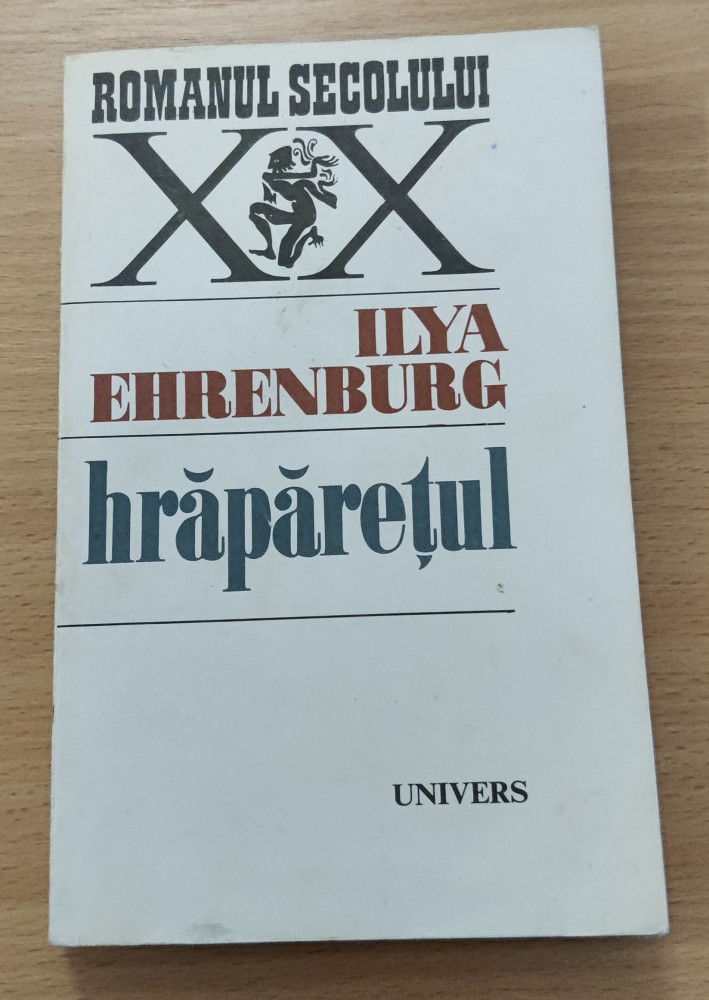 ROMANUL SECOLULUI
XX
ILYA
EHRENBURG
hrăpărețul
UNIVERS